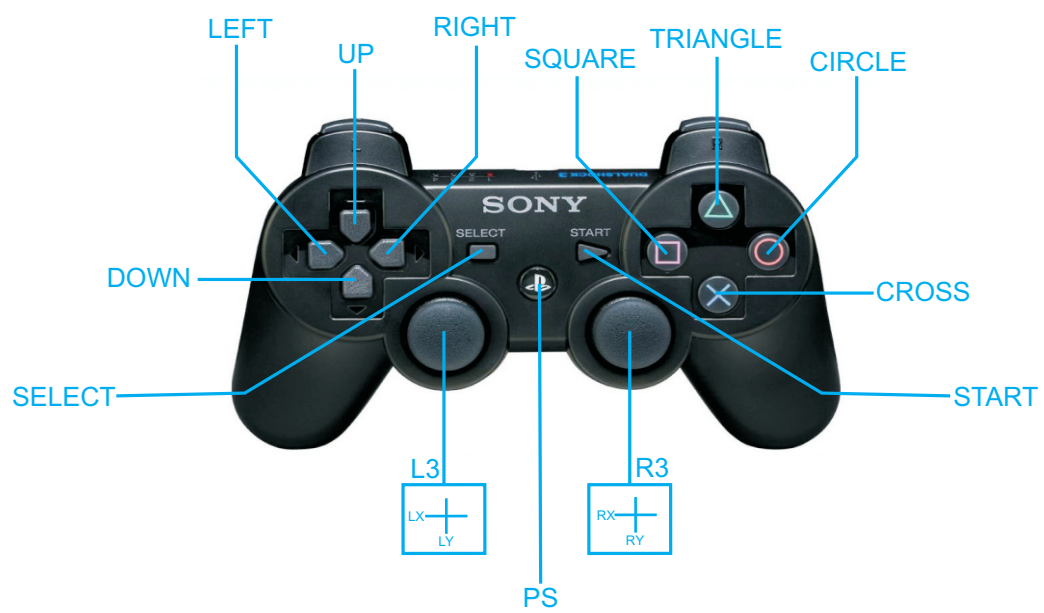 LEFT
RIGHT
UP
SQUARE
TRIANGLE
CIRCLE
DUALSHOCK 3
SONY
SELECT
START
DOWN
CROSS
SELECT
START
L3
R3
LX
LY
RX
RY
PS